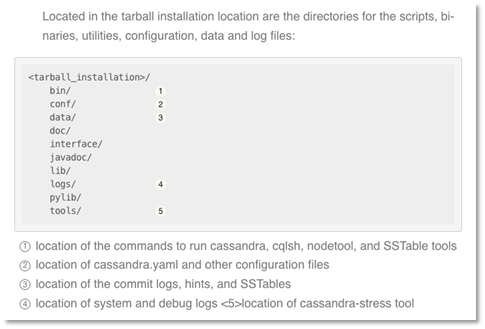 Located in the tarball installation location are the directories for the scripts, bi-
naries, utilities, configuration, data and log files:
<tarball_installation>/
bin/ 1
conf/ 2
data/ 3
doc/
interface/
javadoc/
lib/
logs/ 4
pylib/
tools/ 5
① location of the commands to run cassandra, cqlsh, nodetool, and SSTable tools
② location of cassandra.yaml and other configuration files
③ location of the commit logs, hints, and SSTables
④ location of system and debug logs <5>location of cassandra-stress tool